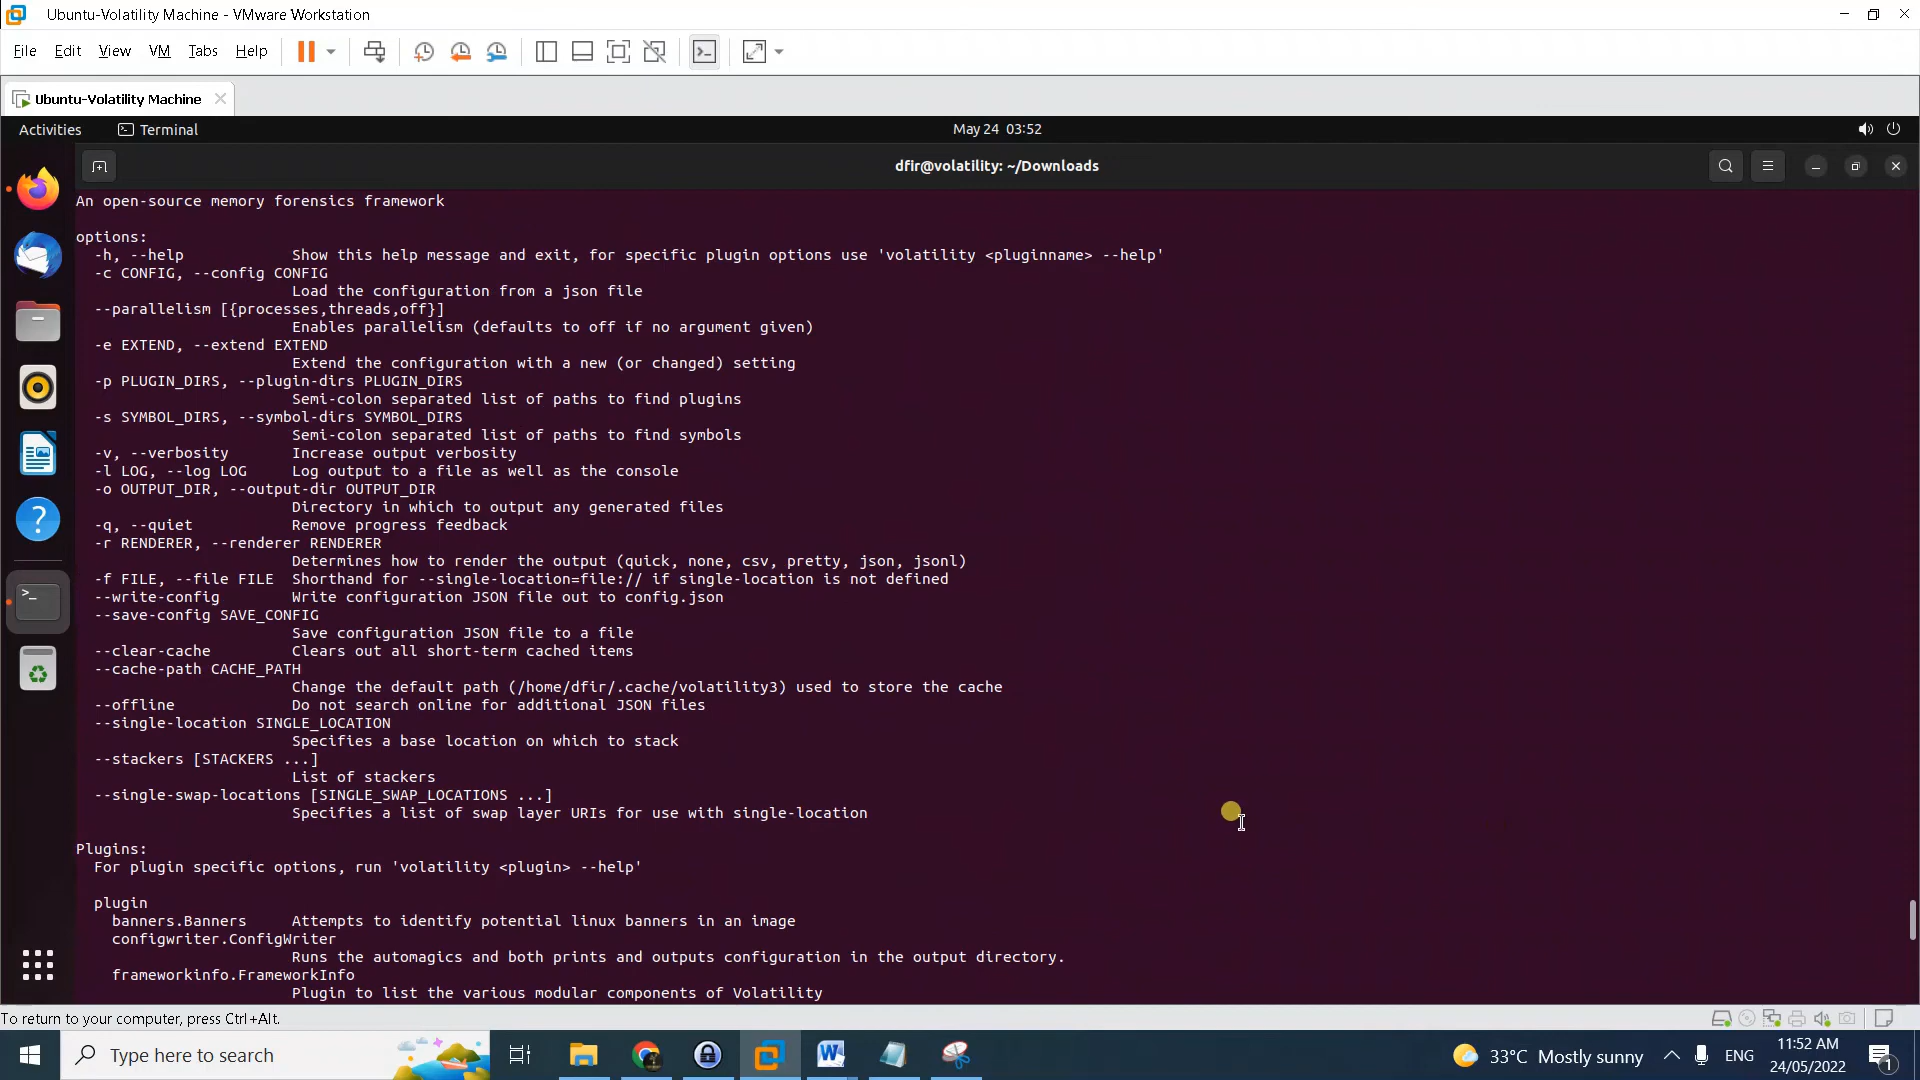 Ubuntu-Volatility Machine - VMware Workstation
File Edit View VM Tabs Help
Ubuntu-Volatility Machine
Activities Terminal May 24 03:52
dfir@volatility: ~/Downloads
An open-source memory forensics framework
options:
-h, --help Show this help message and exit, for specific plugin options use 'volatility <pluginname> --help'
-c CONFIG, --config CONFIG
Load the configuration from a json file
--parallelism [{processes,threads,off}]
Enables parallelism (defaults to off if no argument given)
-e EXTEND, --extend EXTEND
Extend the configuration with a new (or changed) setting
-p PLUGIN_DIRS, --plugin-dirs PLUGIN_DIRS
Semi-colon separated list of paths to find plugins
-s SYMBOL_DIRS, --symbol-dirs SYMBOL_DIRS
Semi-colon separated list of paths to find symbols
-v, --verbosity Increase output verbosity
-l LOG, --log LOG Log output to a file as well as the console
-o OUTPUT_DIR, --output-dir OUTPUT_DIR
Directory in which to output any generated files
-q, --quiet Remove progress feedback
-r RENDERER, --renderer RENDERER
Determines how to render the output (quick, none, csv, pretty, json, jsonl)
-f FILE, --file FILE Shorthand for --single-location=file:// if single-location is not defined
--write-config Write configuration JSON file out to config.json
--save-config SAVE_CONFIG
Save configuration JSON file to a file
--clear-cache Clears out all short-term cached items
--cache-path CACHE_PATH
Change the default path (/home/dfir/.cache/volatility3) used to store the cache
--offline Do not search online for additional JSON files
--single-location SINGLE_LOCATION
Specifies a base location on which to stack
--stackers [STACKERS ...]
List of stackers
--single-swap-locations [SINGLE_SWAP_LOCATIONS ...]
Specifies a list of swap layer URIs for use with single-location
Plugins:
For plugin specific options, run 'volatility <plugin> --help'
plugin
banners.Banners Attempts to identify potential linux banners in an image
configwriter.ConfigWriter
Runs the automagics and both prints and outputs configuration in the output directory.
frameworkinfo.FrameworkInfo
Plugin to list the various modular components of Volatility
To return to your computer, press Ctrl+Alt.
Type here to search
33°C Mostly sunny
ENG
11:52 AM
24/05/2022
1